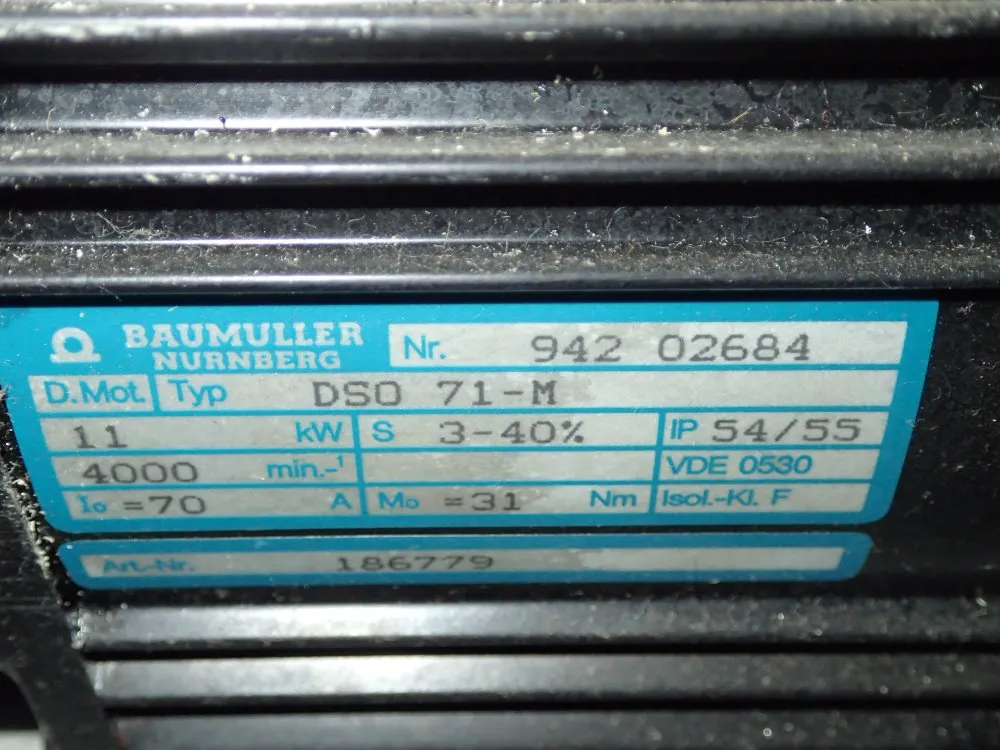 BAUMULLER
NURNBERG
Nr. 942 02684
D.Mot. Typ DSO 71-M
11 kW S 3-40% IP 54/55
4000 min.-¹ VDE 0530
Io =70 A Mo =31 Nm Isol.-Kl. F
Art.-Nr. 186779